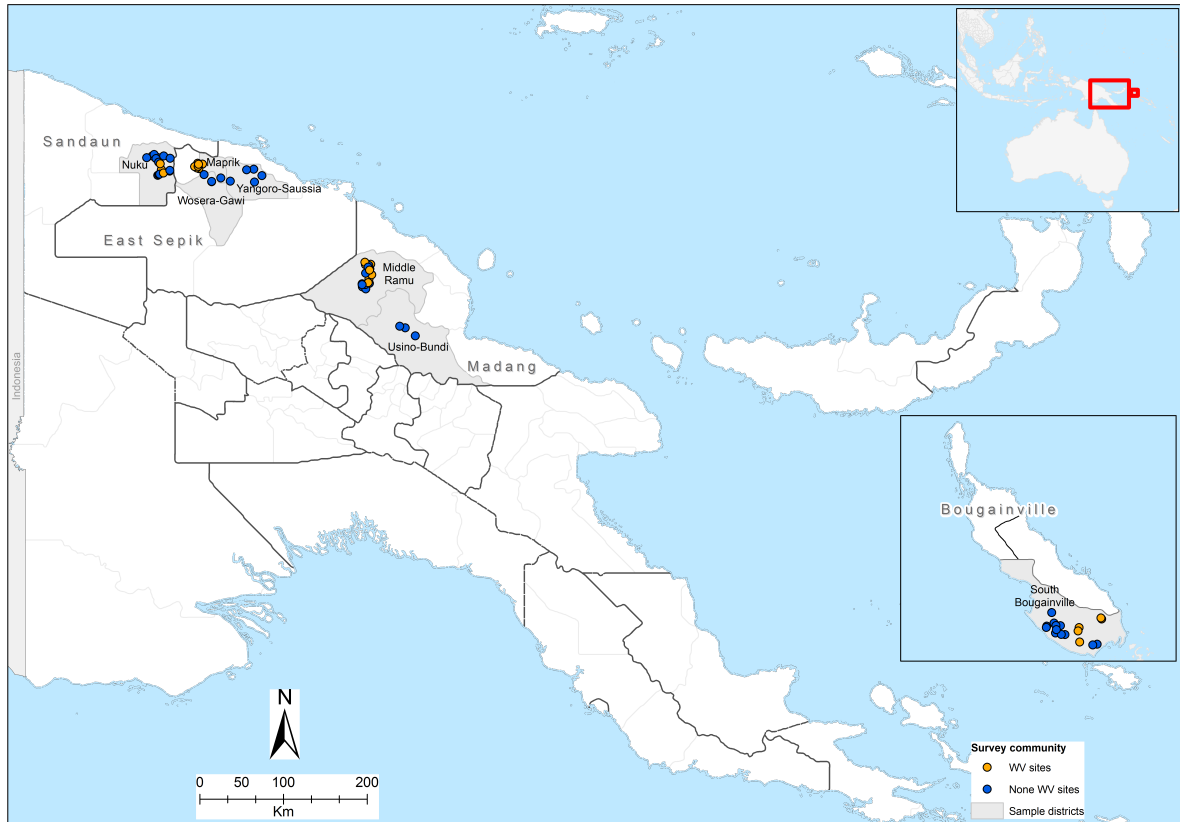 Sandaun
Nuku
Maprik
Yangoro-Saussia
Wosera-Gawi
East Sepik
Middle
Ramu
Usino-Bundi
Madang
Indonesia
Bougainville
South
Bougainville
N
0 50 100 200
Km
Survey community
WV sites
None WV sites
Sample districts